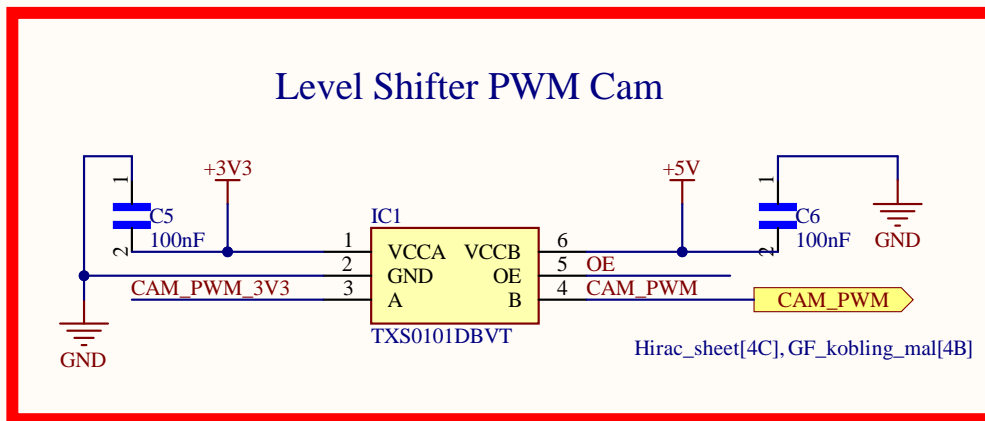 Level Shifter PWM Cam
+3V3
+5V
1
C5
100nF
2
GND
IC1
1 VCCA VCCB 6
2 GND OE 5 OE
CAM_PWM_3V3 3 A B 4 CAM_PWM
TXS0101DBVT
1
C6
100nF
2
GND
CAM_PWM
Hirac_sheet[4C], GF_kobling_mal[4B]